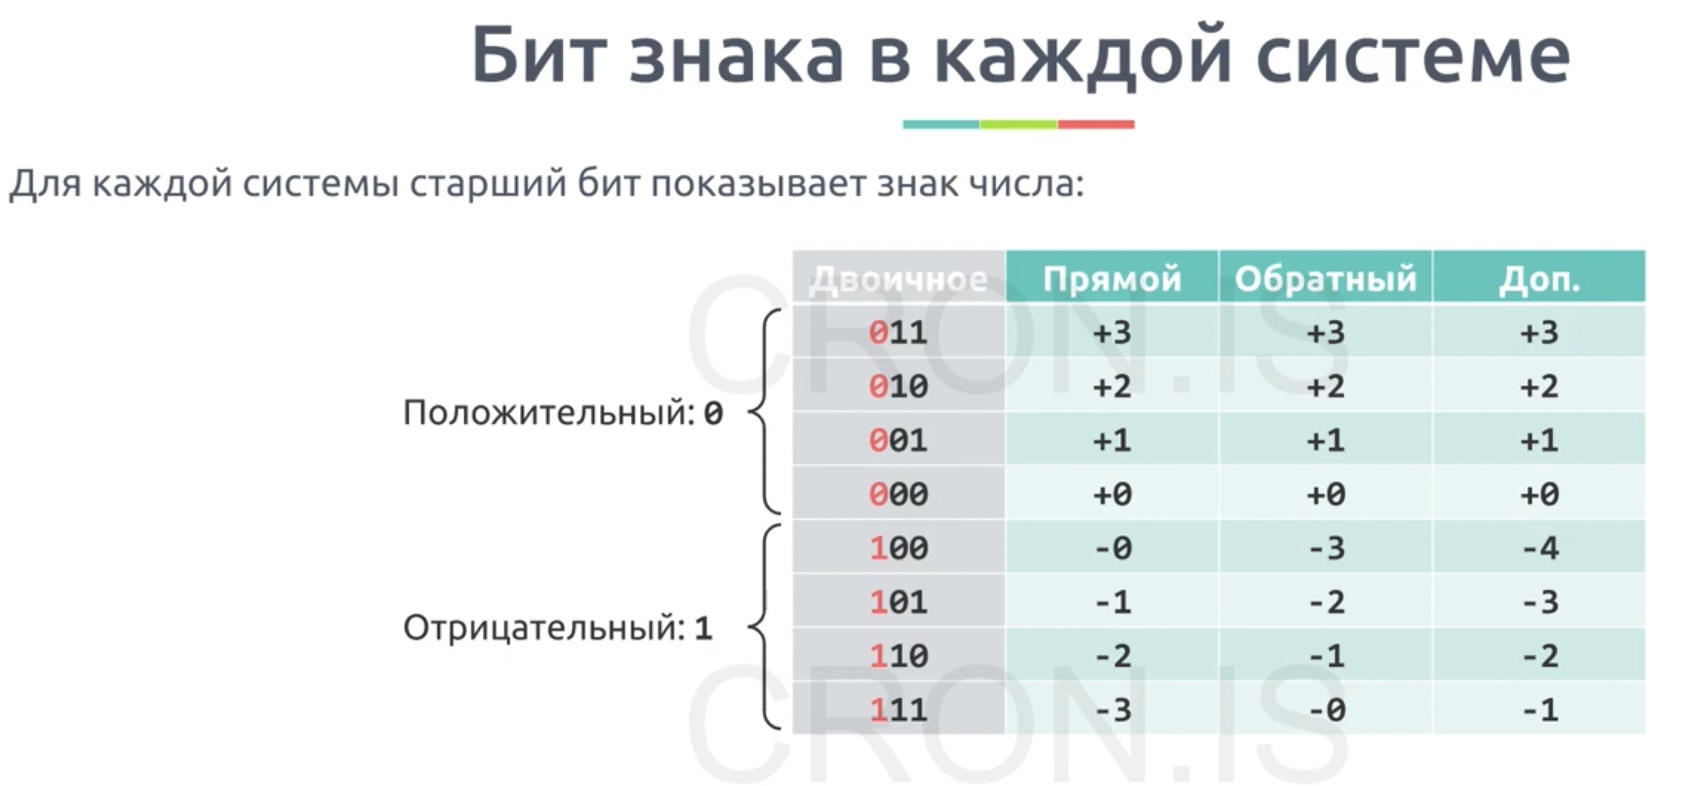 Бит знака в каждой системе
Для каждой системы старший бит показывает знак числа:
Двоичное Прямой Обратный Доп.
011 +3 +3 +3
010 +2 +2 +2
Положительный: 0
001 +1 +1 +1
000 +0 +0 +0
100 -0 -3 -4
101 -1 -2 -3
Отрицательный: 1
110 -2 -1 -2
111 -3 -0 -1
CRON.IS
CRON.IS